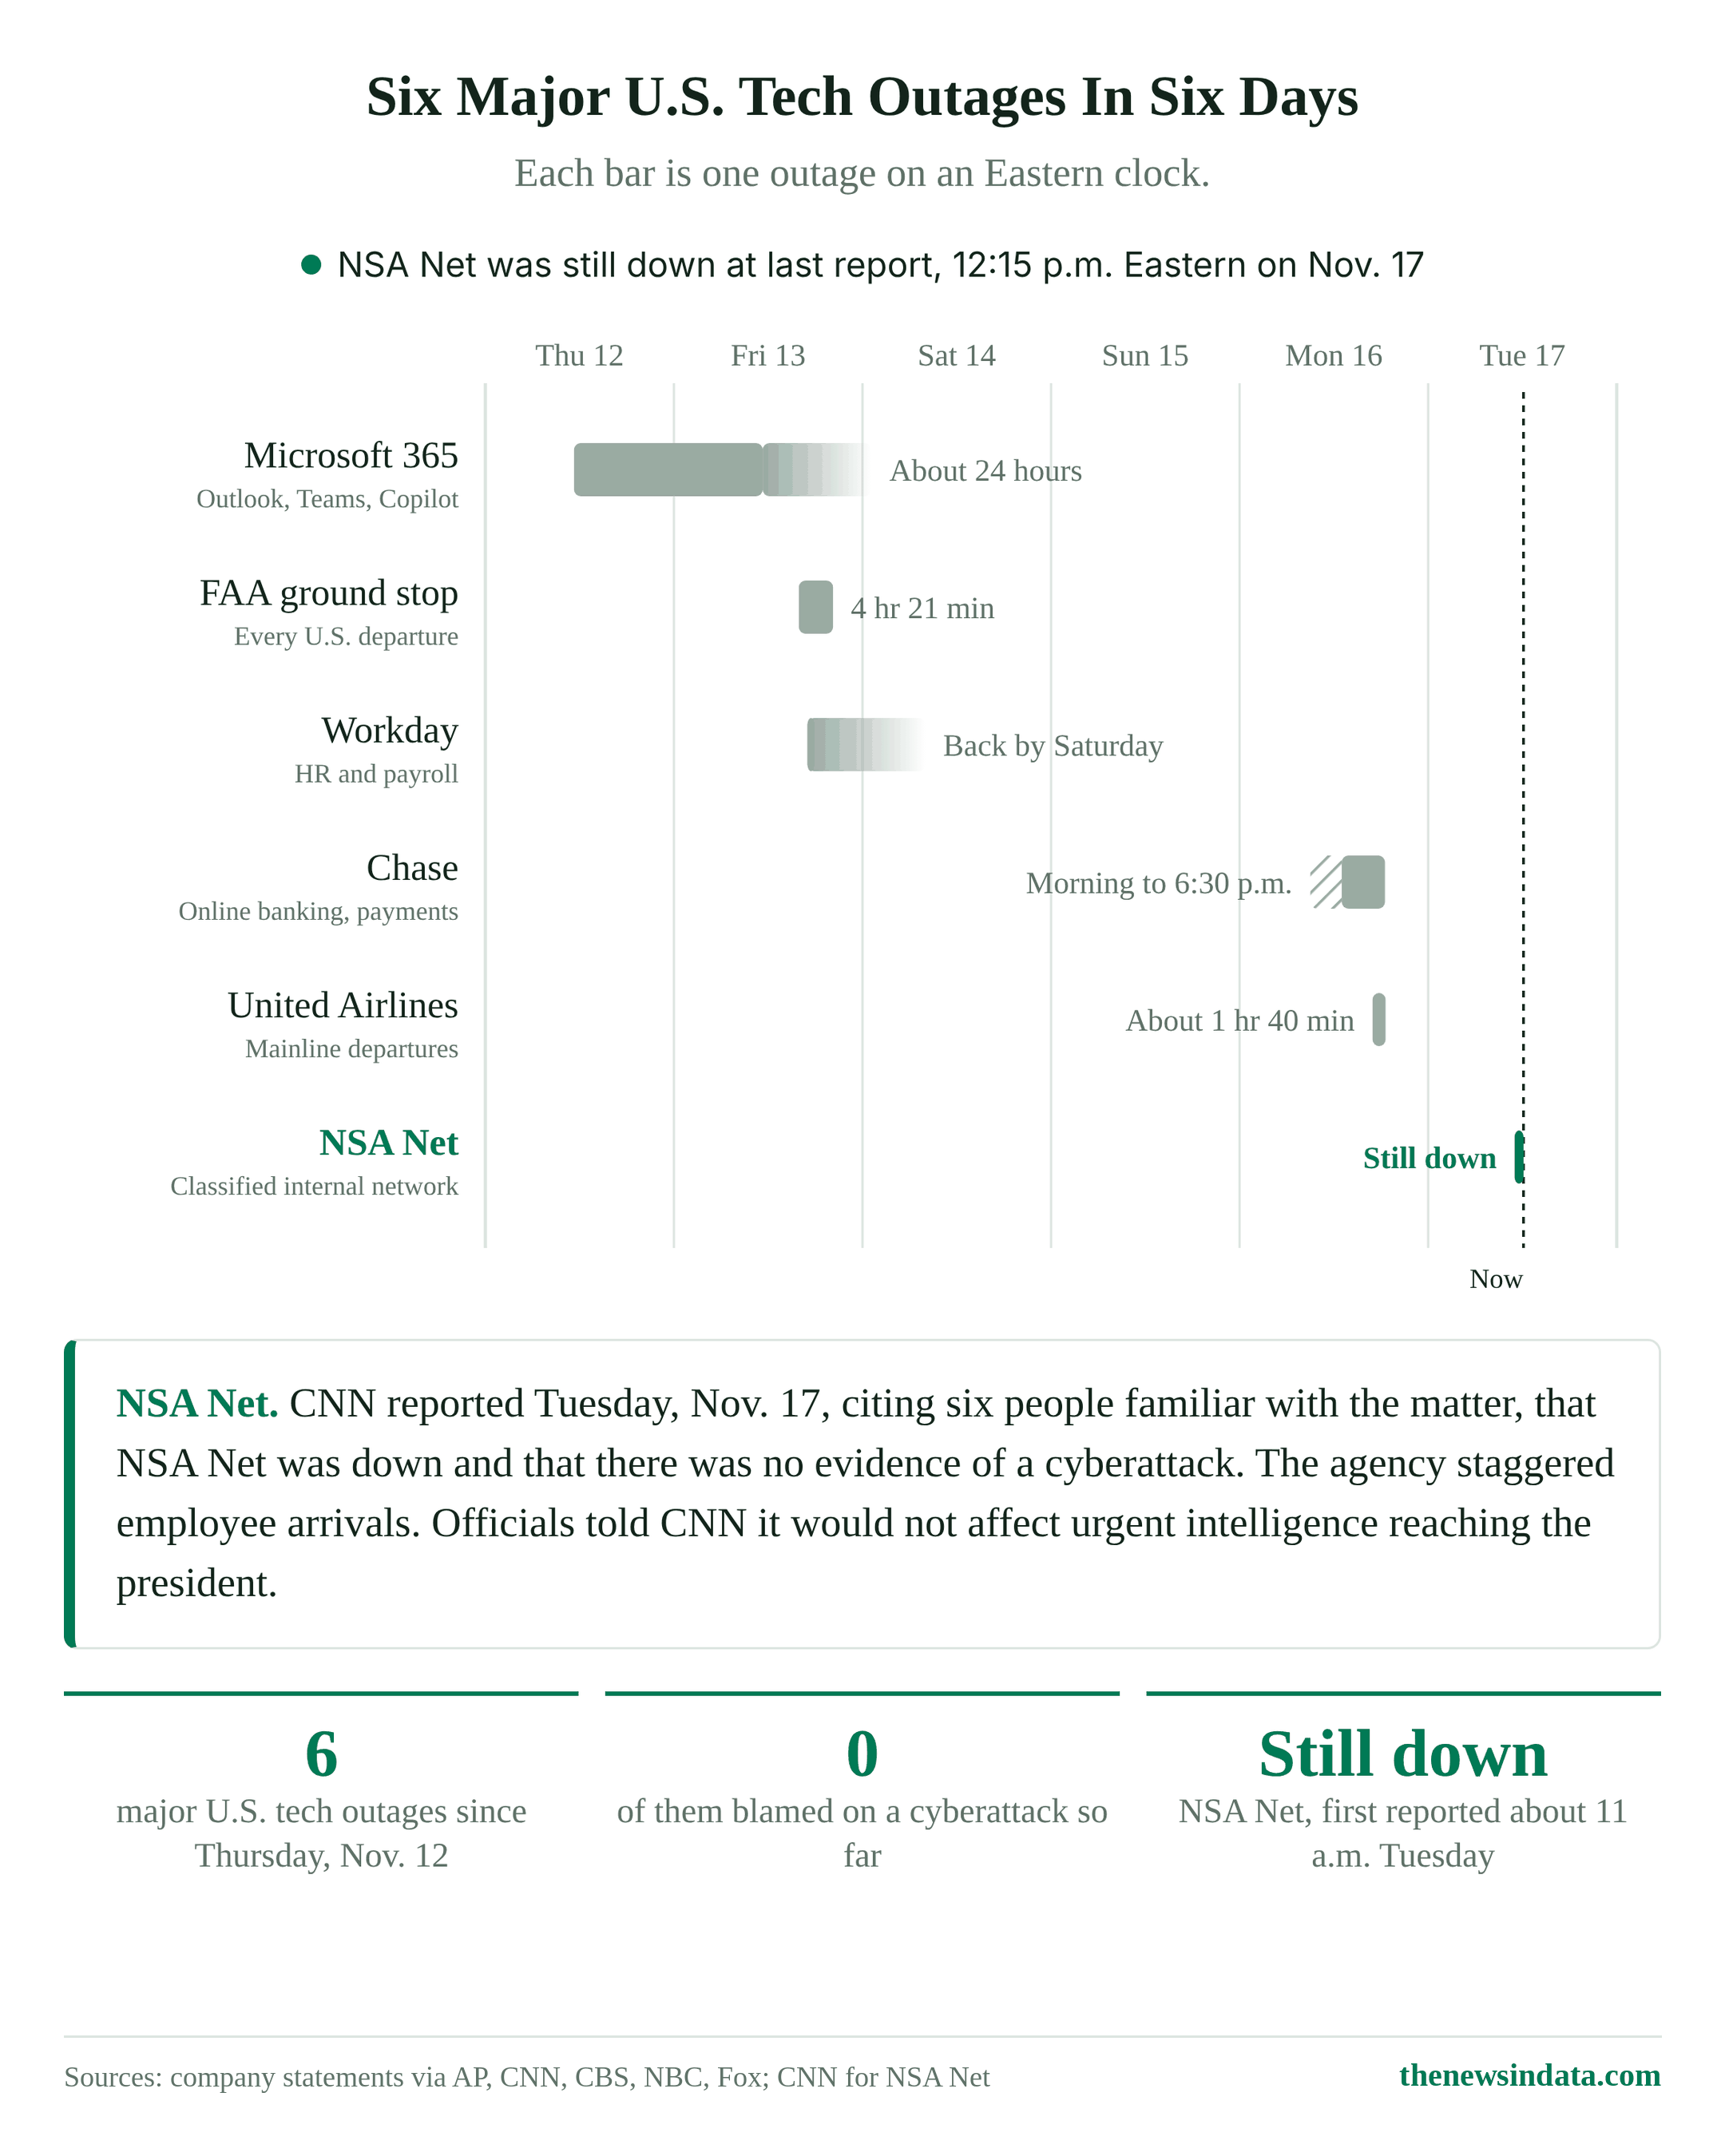 Six Major U.S. Tech Outages In Six Days
Each bar is one outage on an Eastern clock.
NSA Net was still down at last report, 12:15 p.m. Eastern on Nov. 17
Thu 12 Fri 13 Sat 14 Sun 15 Mon 16 Tue 17
Microsoft 365
Outlook, Teams, Copilot
About 24 hours
FAA ground stop
Every U.S. departure
4 hr 21 min
Workday
HR and payroll
Back by Saturday
Chase
Online banking, payments
Morning to 6:30 p.m.
United Airlines
Mainline departures
About 1 hr 40 min
NSA Net
Classified internal network
Still down
Now
NSA Net. CNN reported Tuesday, Nov. 17, citing six people familiar with the matter, that
NSA Net was down and that there was no evidence of a cyberattack. The agency staggered
employee arrivals. Officials told CNN it would not affect urgent intelligence reaching the
president.
6
major U.S. tech outages since
Thursday, Nov. 12
0
of them blamed on a cyberattack so
far
Still down
NSA Net, first reported about 11
a.m. Tuesday
Sources: company statements via AP, CNN, CBS, NBC, Fox; CNN for NSA Net
thenewsindata.com